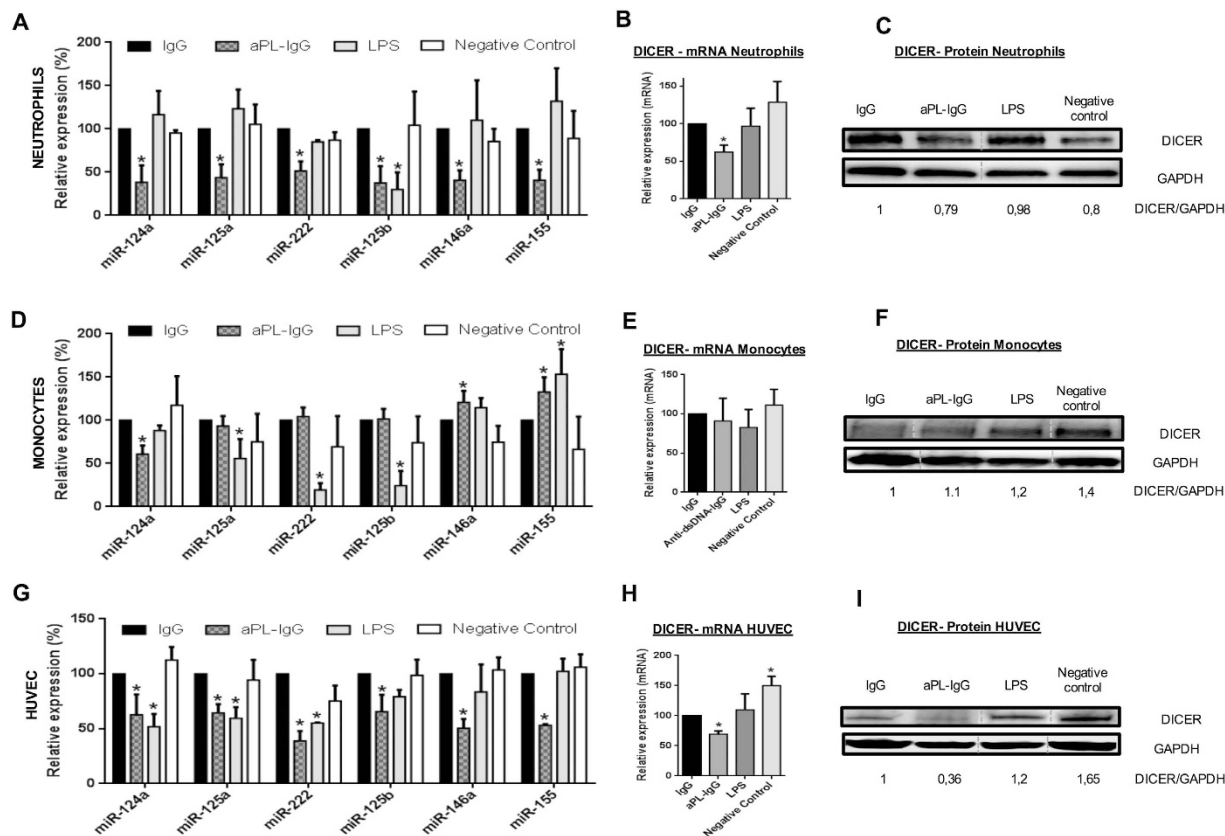 A
NEUTROPHILS
Relative expression (%)
200
150
100
50
0
IgG aPL-IgG LPS Negative Control
* * * * * * *
miR-124a miR-125a miR-222 miR-125b miR-146a miR-155
B
DICER - mRNA Neutrophils
Relative expression (mRNA)
150
100
50
0
*
IgG aPL-IgG LPS Negative Control
C
DICER- Protein Neutrophils
IgG aPL-IgG LPS Negative
control
DICER
GAPDH
1 0,79 0,98 0,8 DICER/GAPDH
D
MONOCYTES
Relative expression (%)
200
150
100
50
0
IgG aPL-IgG LPS Negative Control
* * * * * * *
miR-124a miR-125a miR-222 miR-125b miR-146a miR-155
E
DICER- mRNA Monocytes
Relative expression (mRNA)
150
100
50
0
IgG Anti-dsDNA-IgG LPS Negative Control
F
DICER- Protein Monocytes
IgG aPL-IgG LPS Negative
control
DICER
GAPDH
1 1.1 1,2 1,4 DICER/GAPDH
G
HUVEC
Relative expression (%)
150
100
50
0
IgG aPL-IgG LPS Negative Control
* * * * * * * * *
miR-124a miR-125a miR-222 miR-125b miR-146a miR-155
H
DICER- mRNA HUVEC
Relative expression (mRNA)
200
150
100
50
0
* *
IgG aPL-IgG LPS Negative Control
I
DICER- Protein HUVEC
IgG aPL-IgG LPS Negative
control
DICER
GAPDH
1 0,36 1,2 1,65 DICER/GAPDH